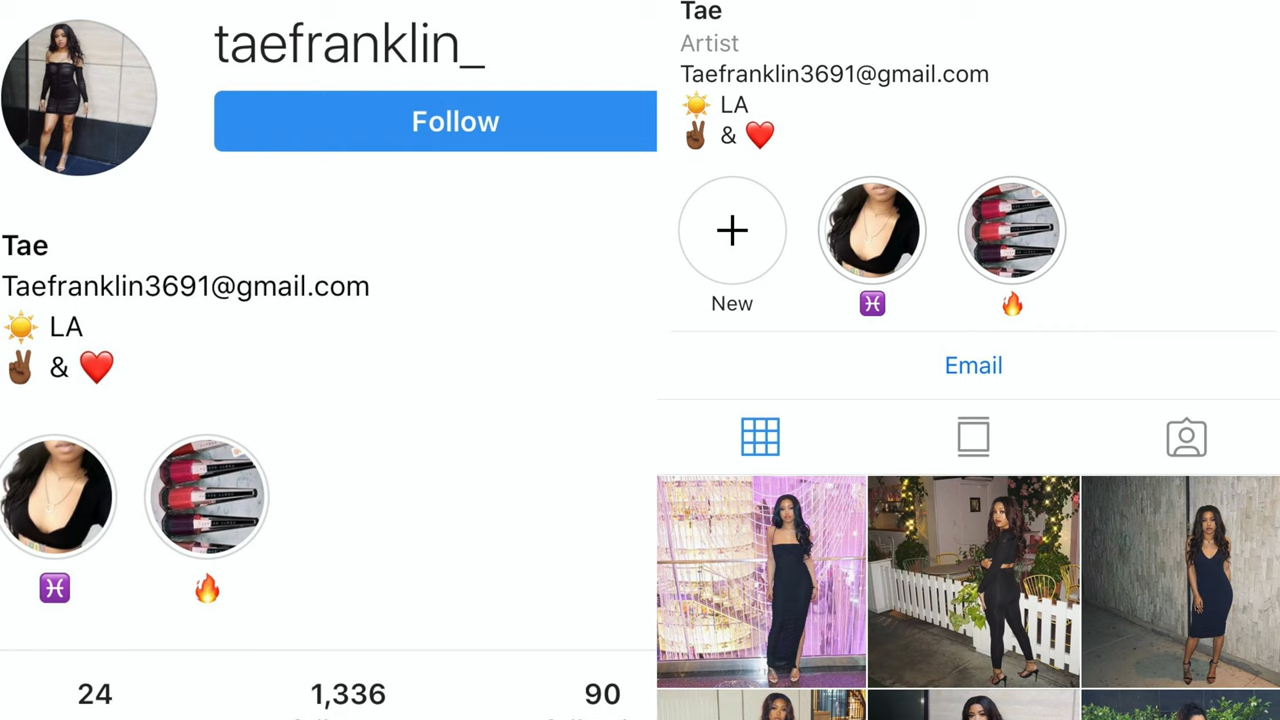 taefranklin_
Follow
Tae
Taefranklin3691@gmail.com
☀️ LA
✌🏾 & ❤️
♓
🔥
24 1,336 90
Tae
Artist
Taefranklin3691@gmail.com
☀️ LA
✌🏾 & ❤️
New ♓ 🔥
Email